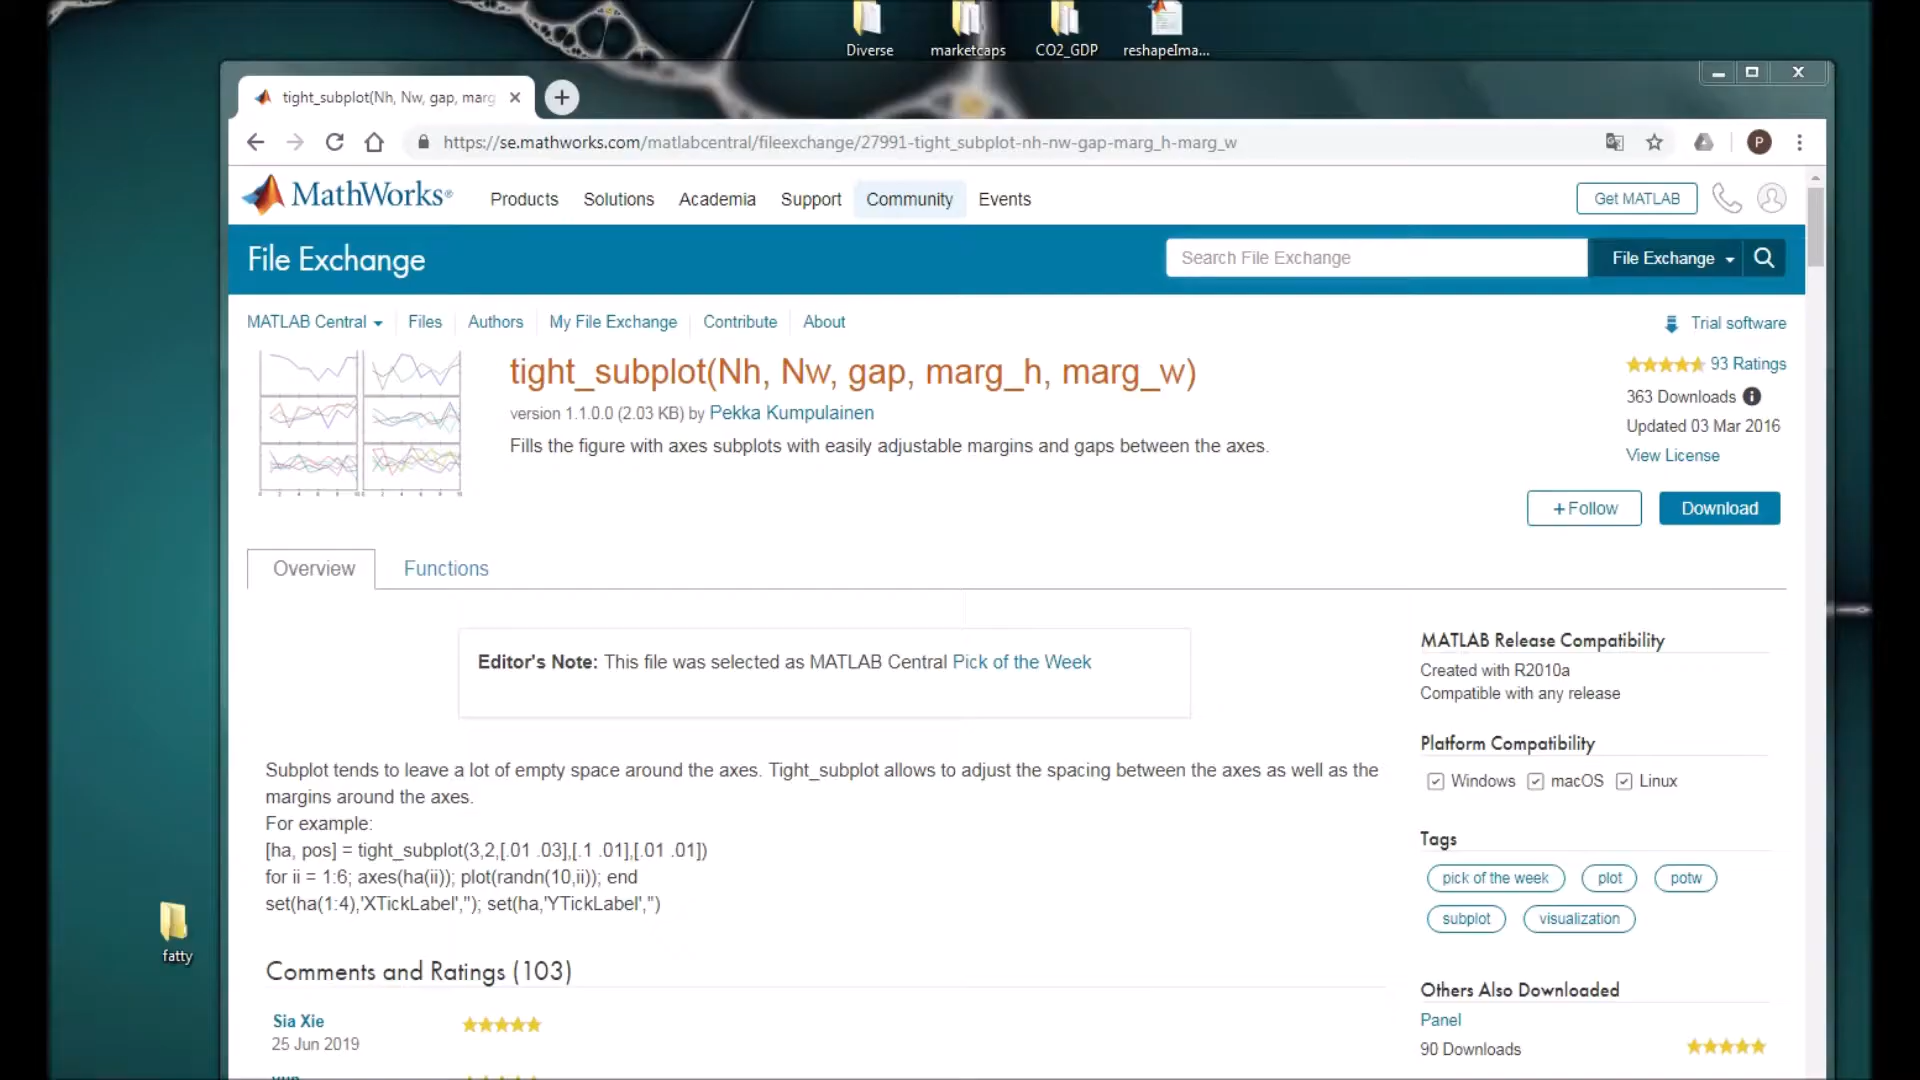 Diverse
marketcaps
CO2_GDP
reshapeIma...
tight_subplot(Nh, Nw, gap, marg
https://se.mathworks.com/matlabcentral/fileexchange/27991-tight_subplot-nh-nw-gap-marg_h-marg_w
P
MathWorks®
Products
Solutions
Academia
Support
Community
Events
Get MATLAB
File Exchange
Search File Exchange
File Exchange
MATLAB Central
Files
Authors
My File Exchange
Contribute
About
Trial software
tight_subplot(Nh, Nw, gap, marg_h, marg_w)
version 1.1.0.0 (2.03 KB) by Pekka Kumpulainen
Fills the figure with axes subplots with easily adjustable margins and gaps between the axes.
93 Ratings
363 Downloads
Updated 03 Mar 2016
View License
+Follow
Download
Overview
Functions
Editor's Note: This file was selected as MATLAB Central Pick of the Week
Subplot tends to leave a lot of empty space around the axes. Tight_subplot allows to adjust the spacing between the axes as well as the
margins around the axes.
For example:
[ha, pos] = tight_subplot(3,2,[.01 .03],[.1 .01],[.01 .01])
for ii = 1:6; axes(ha(ii)); plot(randn(10,ii)); end
set(ha(1:4),'XTickLabel',''); set(ha,'YTickLabel','')
Comments and Ratings (103)
Sia Xie
25 Jun 2019
MATLAB Release Compatibility
Created with R2010a
Compatible with any release
Platform Compatibility
Windows
macOS
Linux
Tags
pick of the week
plot
potw
subplot
visualization
Others Also Downloaded
Panel
90 Downloads
fatty